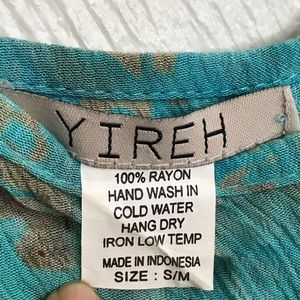 YIREH
100% RAYON
HAND WASH IN
COLD WATER
HANG DRY
IRON LOW TEMP
MADE IN INDONESIA
SIZE : S/M